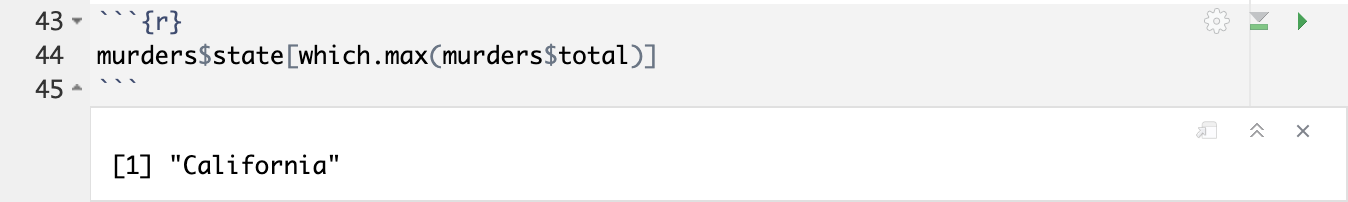 43 ```{r}
44 murders$state[which.max(murders$total)]
45 ```
[1] "California"